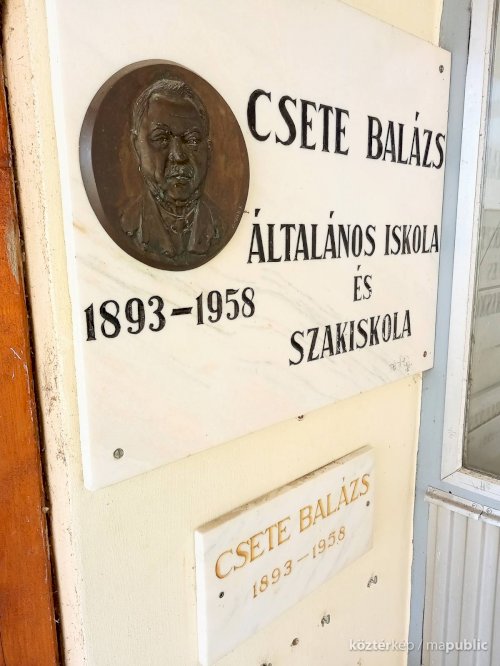 CSETE BALÁZS
ÁLTALÁNOS ISKOLA
ÉS
SZAKISKOLA
1893–1958
CSETE BALÁZS
1893–1958
köztérkép / mapublic